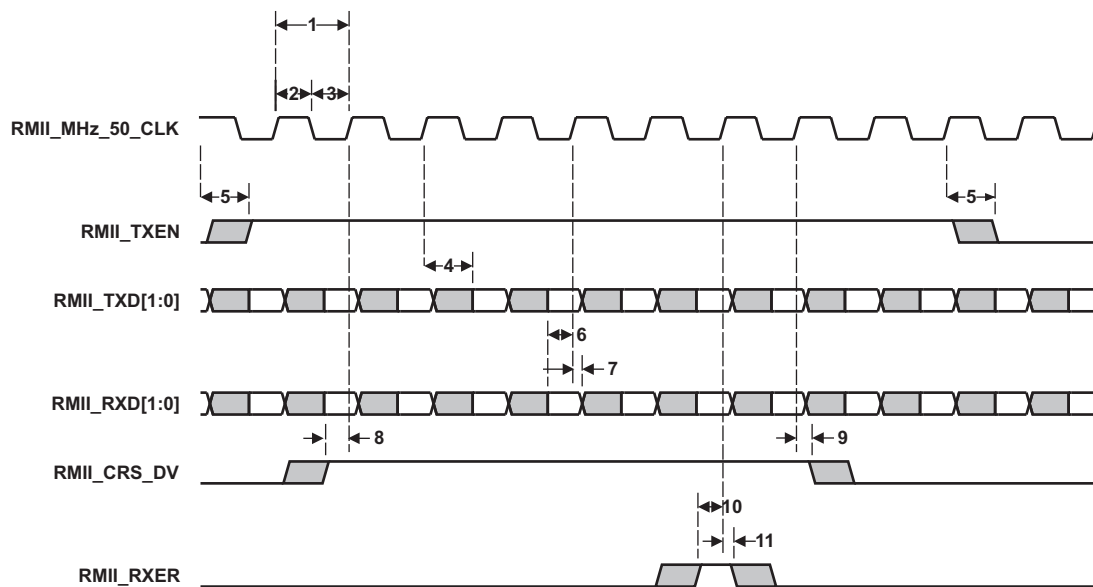 1
2
3
RMII_MHz_50_CLK
5
5
RMII_TXEN
4
RMII_TXD[1:0]
6
7
RMII_RXD[1:0]
8
9
RMII_CRS_DV
10
11
RMII_RXER